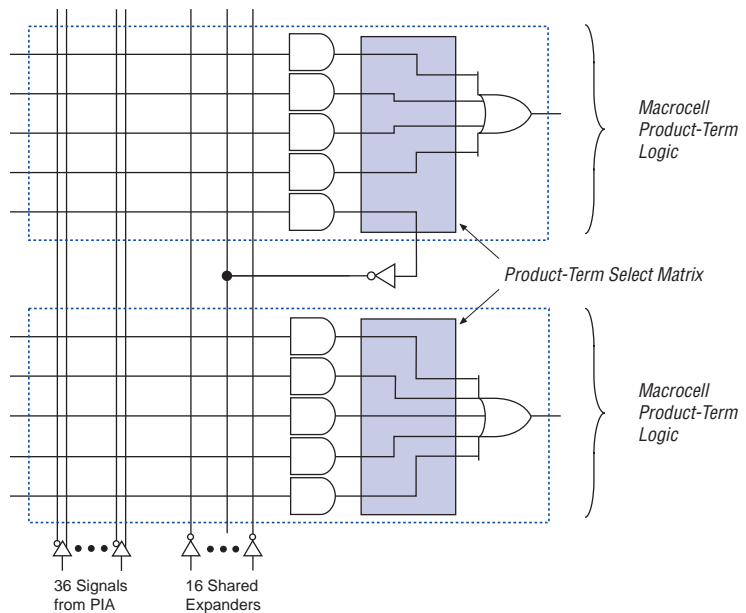 Macrocell
Product-Term
Logic
Product-Term Select Matrix
Macrocell
Product-Term
Logic
36 Signals
from PIA
16 Shared
Expanders